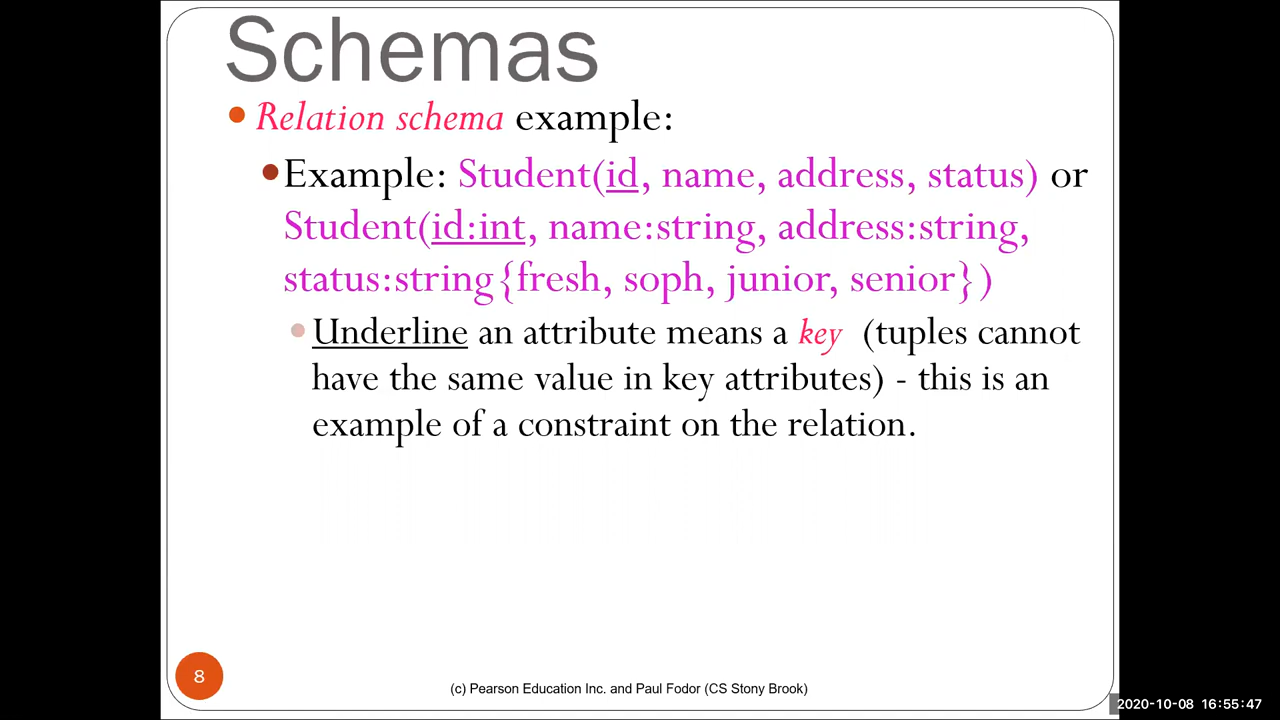 Schemas
Relation schema example:
Example: Student(id, name, address, status) or
Student(id:int, name:string, address:string,
status:string{fresh, soph, junior, senior})
Underline an attribute means a key (tuples cannot
have the same value in key attributes) - this is an
example of a constraint on the relation.
8
(c) Pearson Education Inc. and Paul Fodor (CS Stony Brook)
2020-10-08 16:55:47